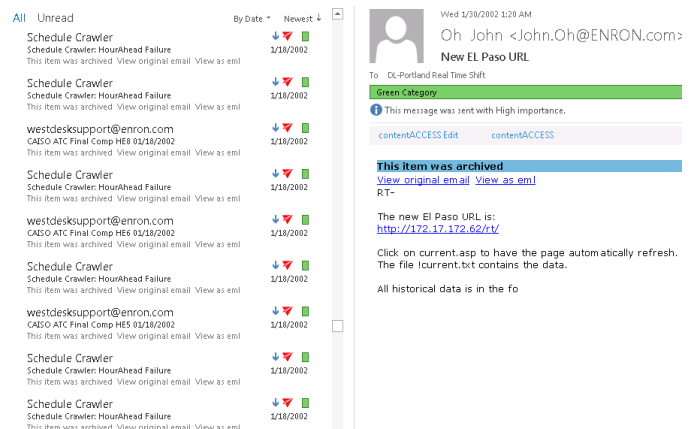 All Unread By Date Newest
Schedule Crawler
Schedule Crawler: HourAhead Failure 1/18/2002
This item was archived View original email View as eml
Schedule Crawler
Schedule Crawler: HourAhead Failure 1/18/2002
This item was archived View original email View as eml
westdesksupport@enron.com
CAISO ATC Final Comp HE8 01/18/2002 1/18/2002
This item was archived View original email View as eml
Schedule Crawler
Schedule Crawler: HourAhead Failure 1/18/2002
This item was archived View original email View as eml
westdesksupport@enron.com
CAISO ATC Final Comp HE6 01/18/2002 1/18/2002
This item was archived View original email View as eml
Schedule Crawler
Schedule Crawler: HourAhead Failure 1/18/2002
This item was archived View original email View as eml
westdesksupport@enron.com
CAISO ATC Final Comp HE5 01/18/2002 1/18/2002
This item was archived View original email View as eml
Schedule Crawler
Schedule Crawler: HourAhead Failure 1/18/2002
This item was archived View original email View as eml
Schedule Crawler
Schedule Crawler: HourAhead Failure 1/18/2002
This item was archived View original email View as eml
Wed 1/30/2002 1:20 AM
Oh John <John.Oh@ENRON.com>
New EL Paso URL
To DL-Portland Real Time Shift
Green Category
This message was sent with High importance.
contentACCESS Edit contentACCESS
This item was archived
View original email View as eml
RT-
The new El Paso URL is:
http://172.17.172.62/rt/
Click on current.asp to have the page automatically refresh.
The file !current.txt contains the data.
All historical data is in the fo